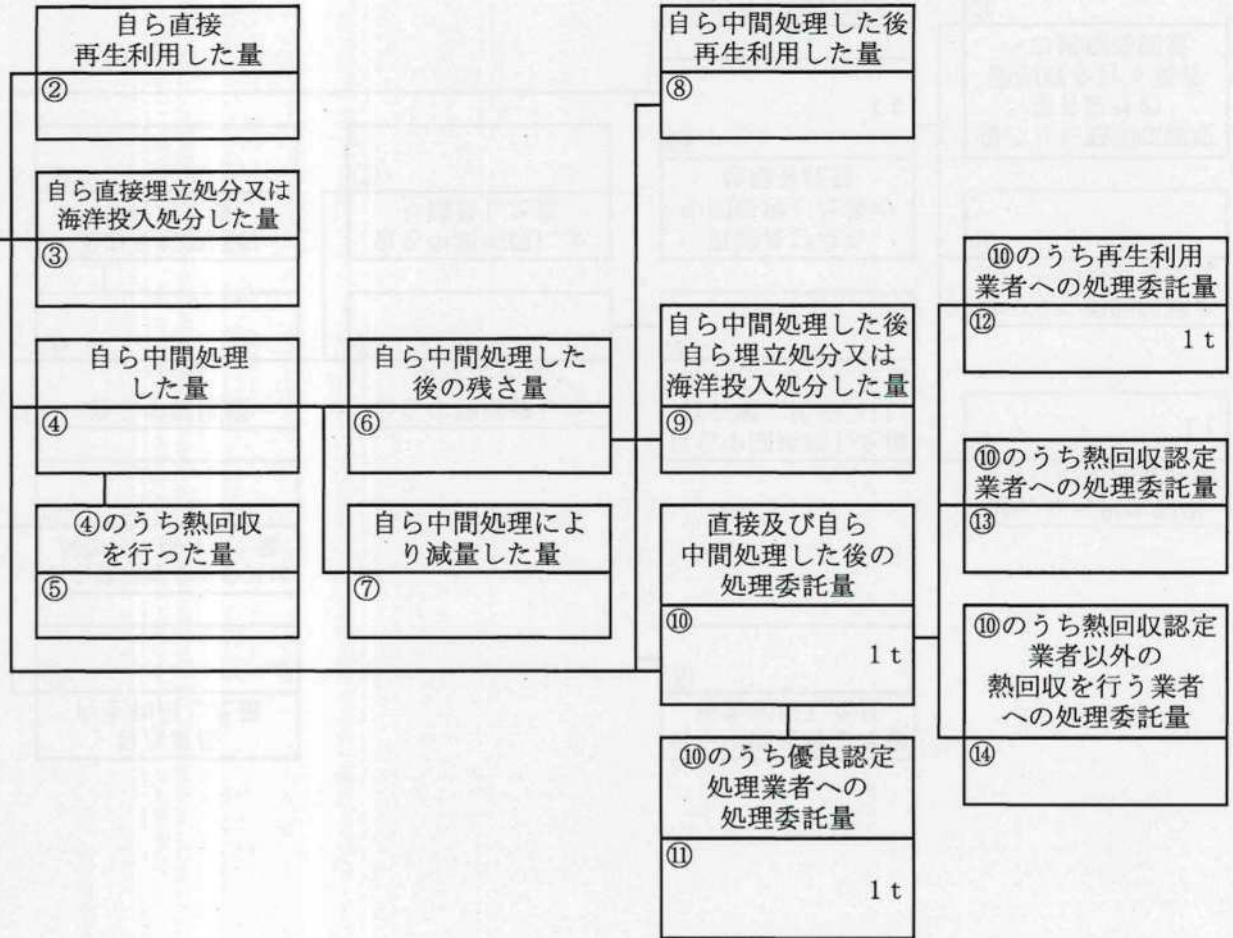 自ら直接
再生利用した量
②
自ら直接埋立処分又は
海洋投入処分した量
③
自ら中間処理
した量
④
④のうち熱回収
を行った量
⑤
自ら中間処理した
後の残さ量
⑥
自ら中間処理によ
り減量した量
⑦
自ら中間処理した後
再生利用した量
⑧
自ら中間処理した後
自ら埋立処分又は
海洋投入処分した量
⑨
直接及び自ら
中間処理した後の
処理委託量
⑩
1 t
⑩のうち優良認定
処理業者への
処理委託量
⑪
1 t
⑩のうち再生利用
業者への処理委託量
⑫
1 t
⑩のうち熱回収認定
業者への処理委託量
⑬
⑩のうち熱回収認定
業者以外の
熱回収を行う業者
への処理委託量
⑭